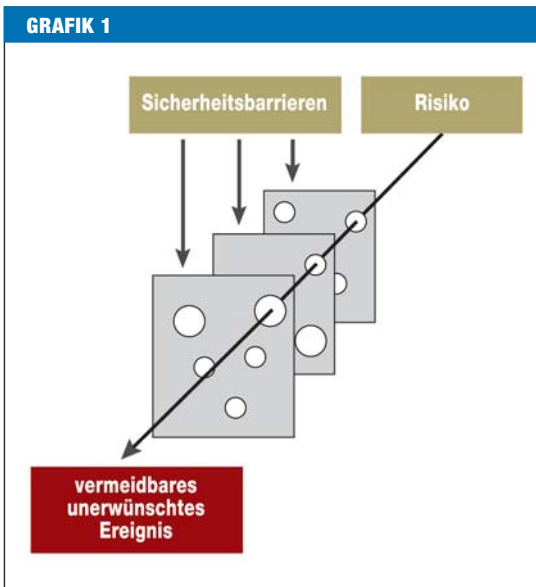 GRAFIK 1
Sicherheitsbarrieren
Risiko
vermeidbares
unerwünschtes
Ereignis